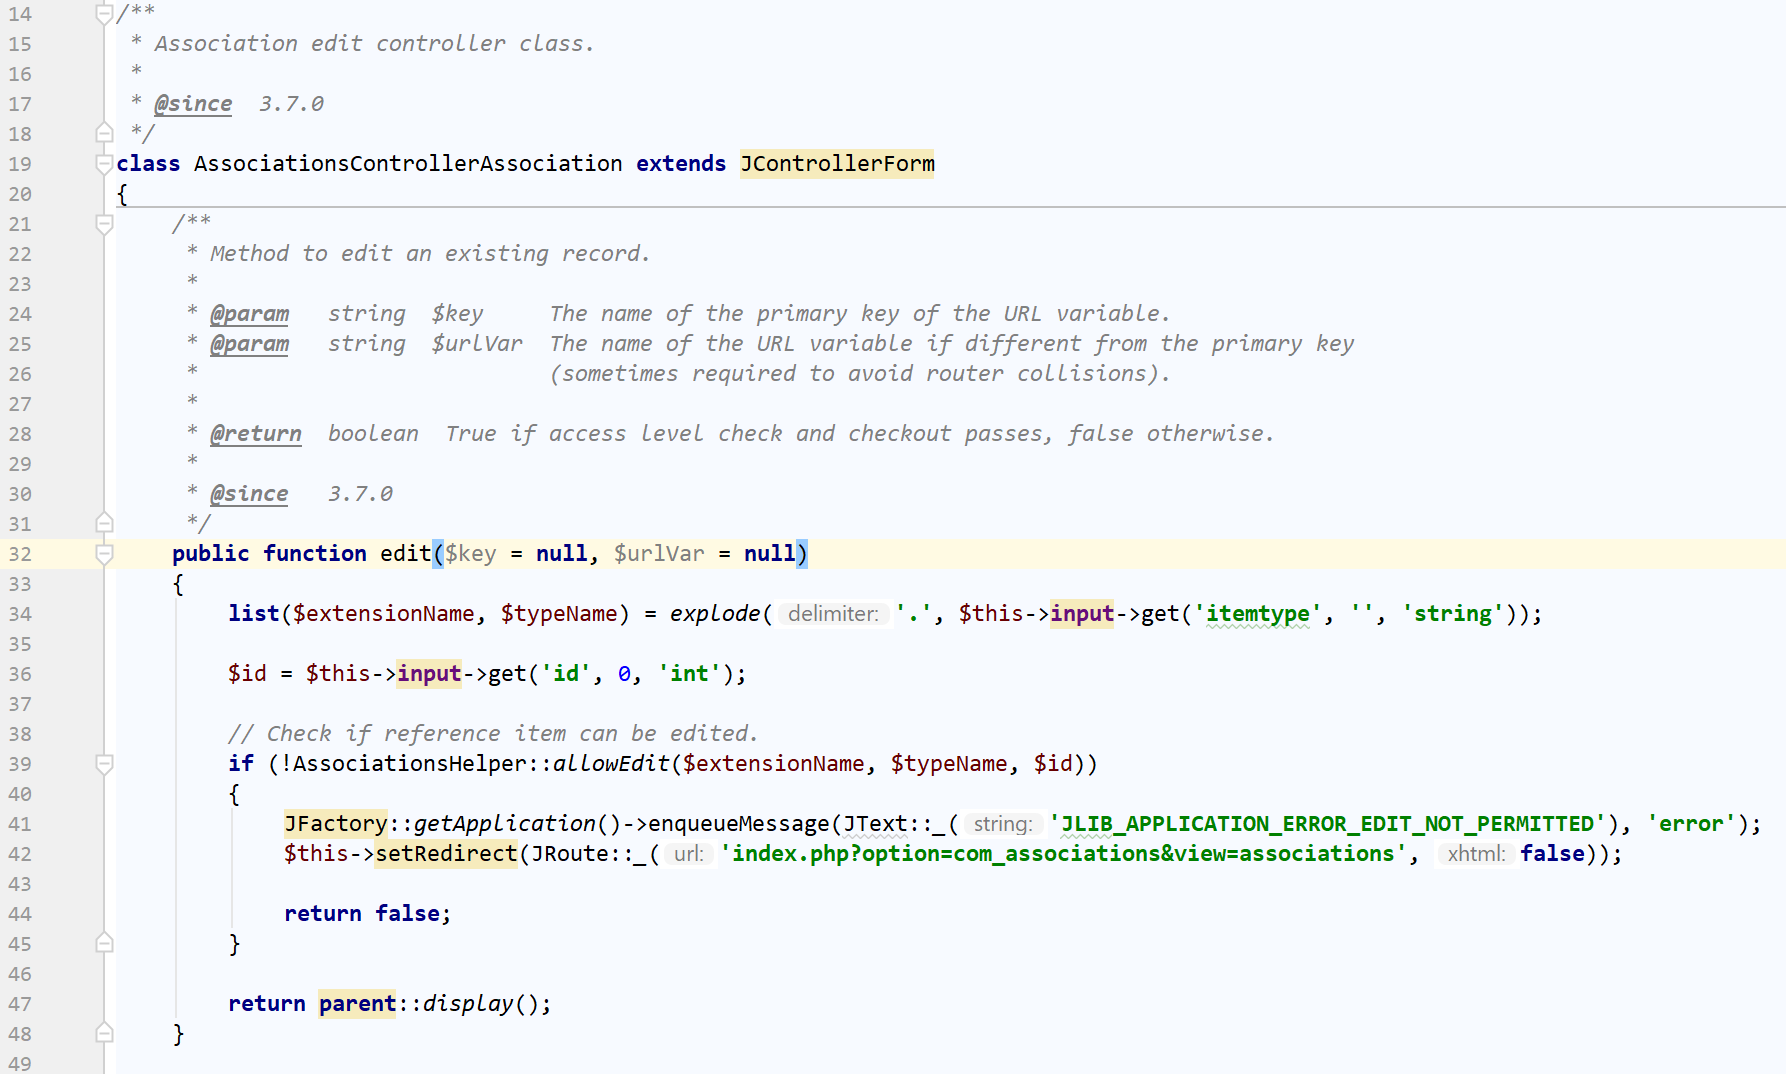 14 /**
15  * Association edit controller class.
16  *
17  * @since  3.7.0
18  */
19 class AssociationsControllerAssociation extends JControllerForm
20 {
21     /**
22      * Method to edit an existing record.
23      *
24      * @param   string  $key     The name of the primary key of the URL variable.
25      * @param   string  $urlVar  The name of the URL variable if different from the primary key
26      *                           (sometimes required to avoid router collisions).
27      *
28      * @return  boolean  True if access level check and checkout passes, false otherwise.
29      *
30      * @since   3.7.0
31      */
32     public function edit($key = null, $urlVar = null)
33     {
34         list($extensionName, $typeName) = explode( delimiter: '.', $this->input->get('itemtype', '', 'string'));
35
36         $id = $this->input->get('id', 0, 'int');
37
38         // Check if reference item can be edited.
39         if (!AssociationsHelper::allowEdit($extensionName, $typeName, $id))
40         {
41             JFactory::getApplication()->enqueueMessage(JText::_( string: 'JLIB_APPLICATION_ERROR_EDIT_NOT_PERMITTED'), 'error');
42             $this->setRedirect(JRoute::_( url: 'index.php?option=com_associations&view=associations', xhtml: false));
43
44             return false;
45         }
46
47         return parent::display();
48     }
49